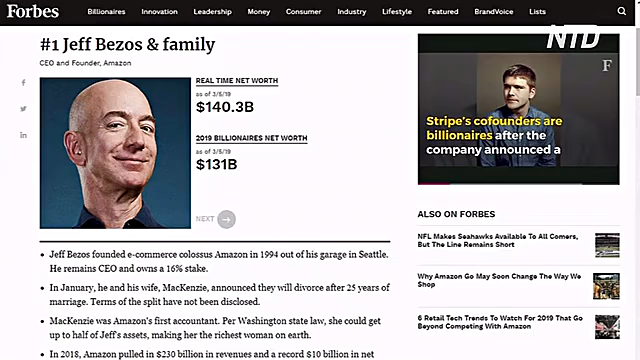 Forbes
Billionaires Innovation Leadership Money Consumer Industry Lifestyle Featured BrandVoice Lists
#1 Jeff Bezos & family
CEO and Founder, Amazon
REAL TIME NET WORTH
as of 3/5/19
$140.3B
2019 BILLIONAIRES NET WORTH
as of 3/5/19
$131B
NEXT
Jeff Bezos founded e-commerce colossus Amazon in 1994 out of his garage in Seattle.
He remains CEO and owns a 16% stake.
In January, he and his wife, MacKenzie, announced they will divorce after 25 years of
marriage. Terms of the split have not been disclosed.
MacKenzie was Amazon's first accountant. Per Washington state law, she could get
up to half of Jeff's assets, making her the richest woman on earth.
In 2018, Amazon pulled in $230 billion in revenues and a record $10 billion in net
NTD
F
Stripe's cofounders are
billionaires after the
company announced a
ALSO ON FORBES
NFL Makes Seahawks Available To All Comers,
But The Line Remains Short
Why Amazon Go May Soon Change The Way We
Shop
6 Retail Tech Trends To Watch For 2019 That Go
Beyond Competing With Amazon